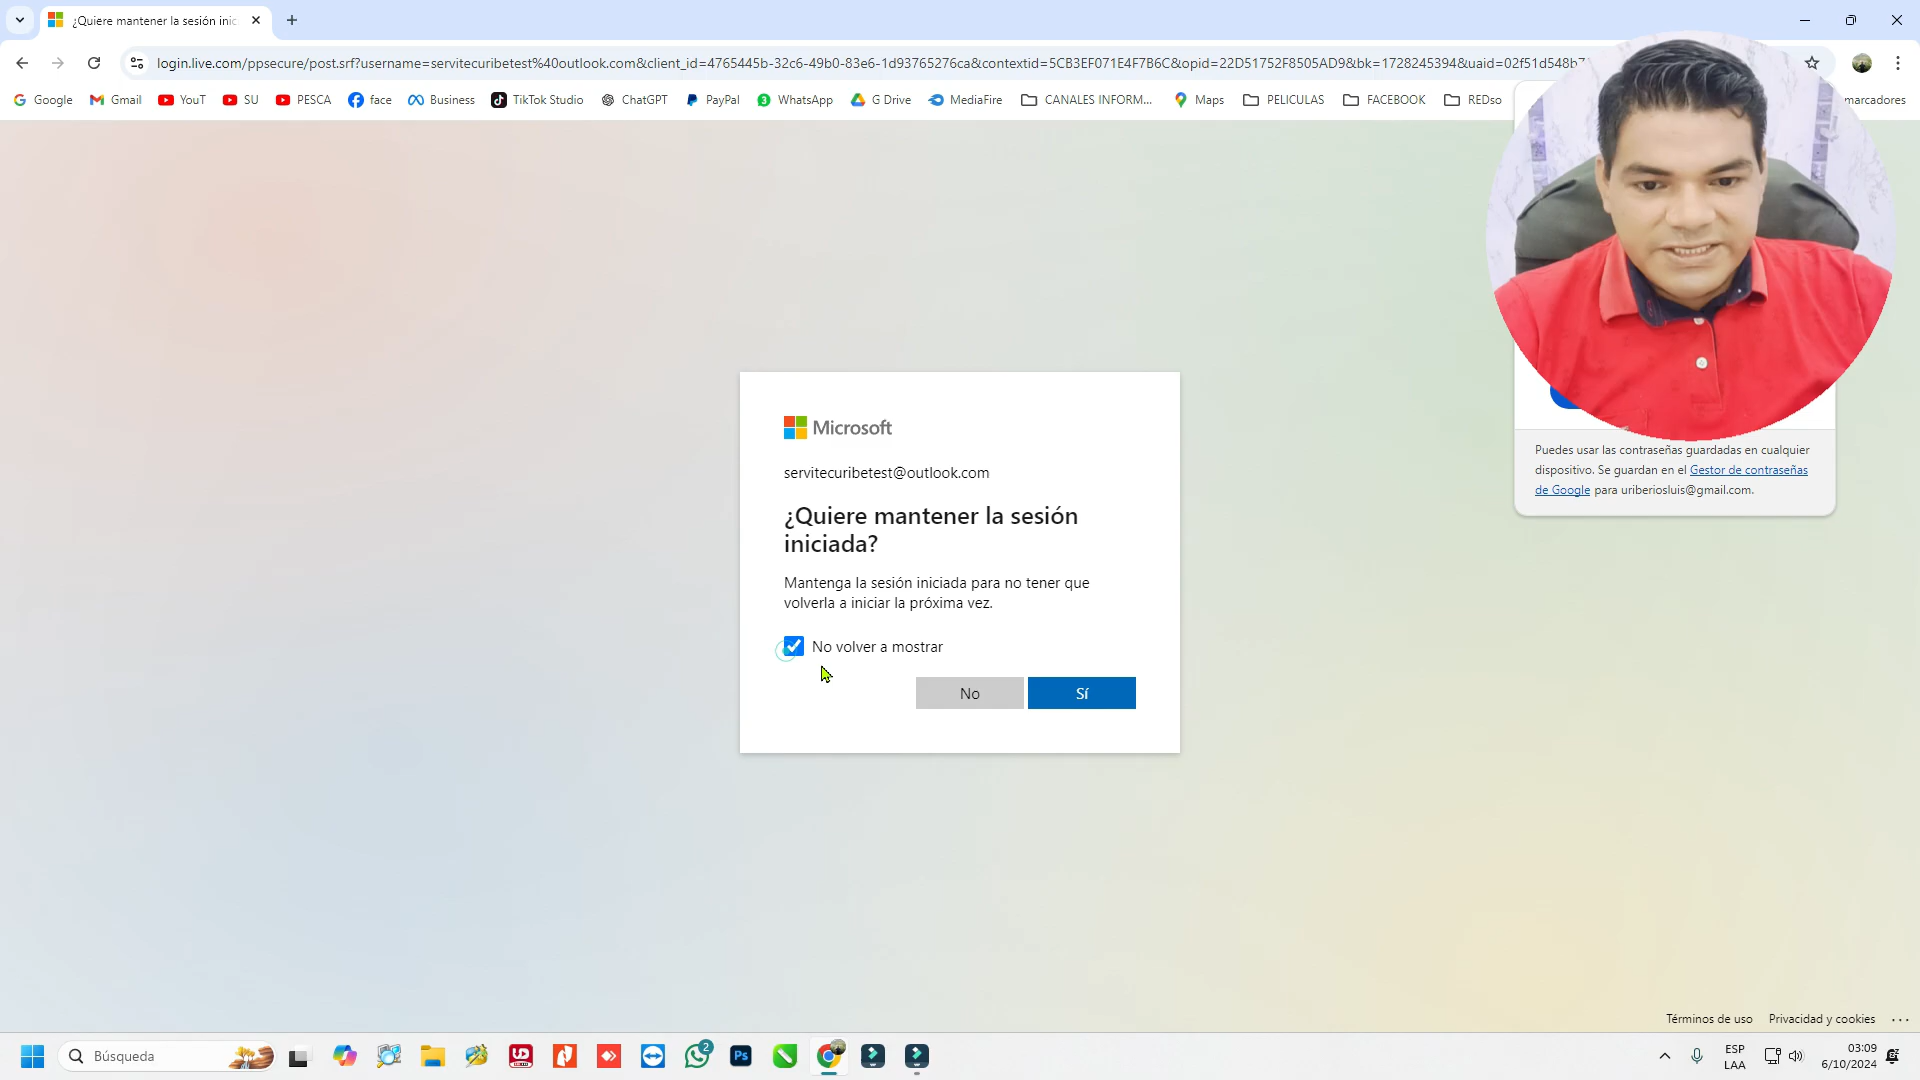 ¿Quiere mantener la sesión inic
login.live.com/ppsecure/post.srf?username=servitecuribetest%40outlook.com&client_id=4765445b-32c6-49b0-83e6-1d93765276ca&contextid=5CB3EF071E4F7B6C&opid=22D51752F8505AD9&bk=1728245394&uaid=02f51d548b7
Google Gmail YouT SU PESCA face Business TikTok Studio ChatGPT PayPal WhatsApp G Drive MediaFire CANALES INFORM... Maps PELICULAS FACEBOOK REDso marcadores
Microsoft
servitecuribetest@outlook.com
¿Quiere mantener la sesión
iniciada?
Mantenga la sesión iniciada para no tener que
volverla a iniciar la próxima vez.
No volver a mostrar
No Sí
Puedes usar las contraseñas guardadas en cualquier
dispositivo. Se guardan en el Gestor de contraseñas
de Google para uriberiosluis@gmail.com.
Términos de uso Privacidad y cookies ...
Búsqueda
UD
2
Ps
ESP
LAA
03:09
6/10/2024